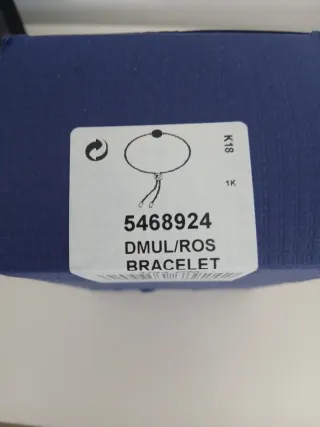 K18
1K
5468924
DMUL/ROS
BRACELET